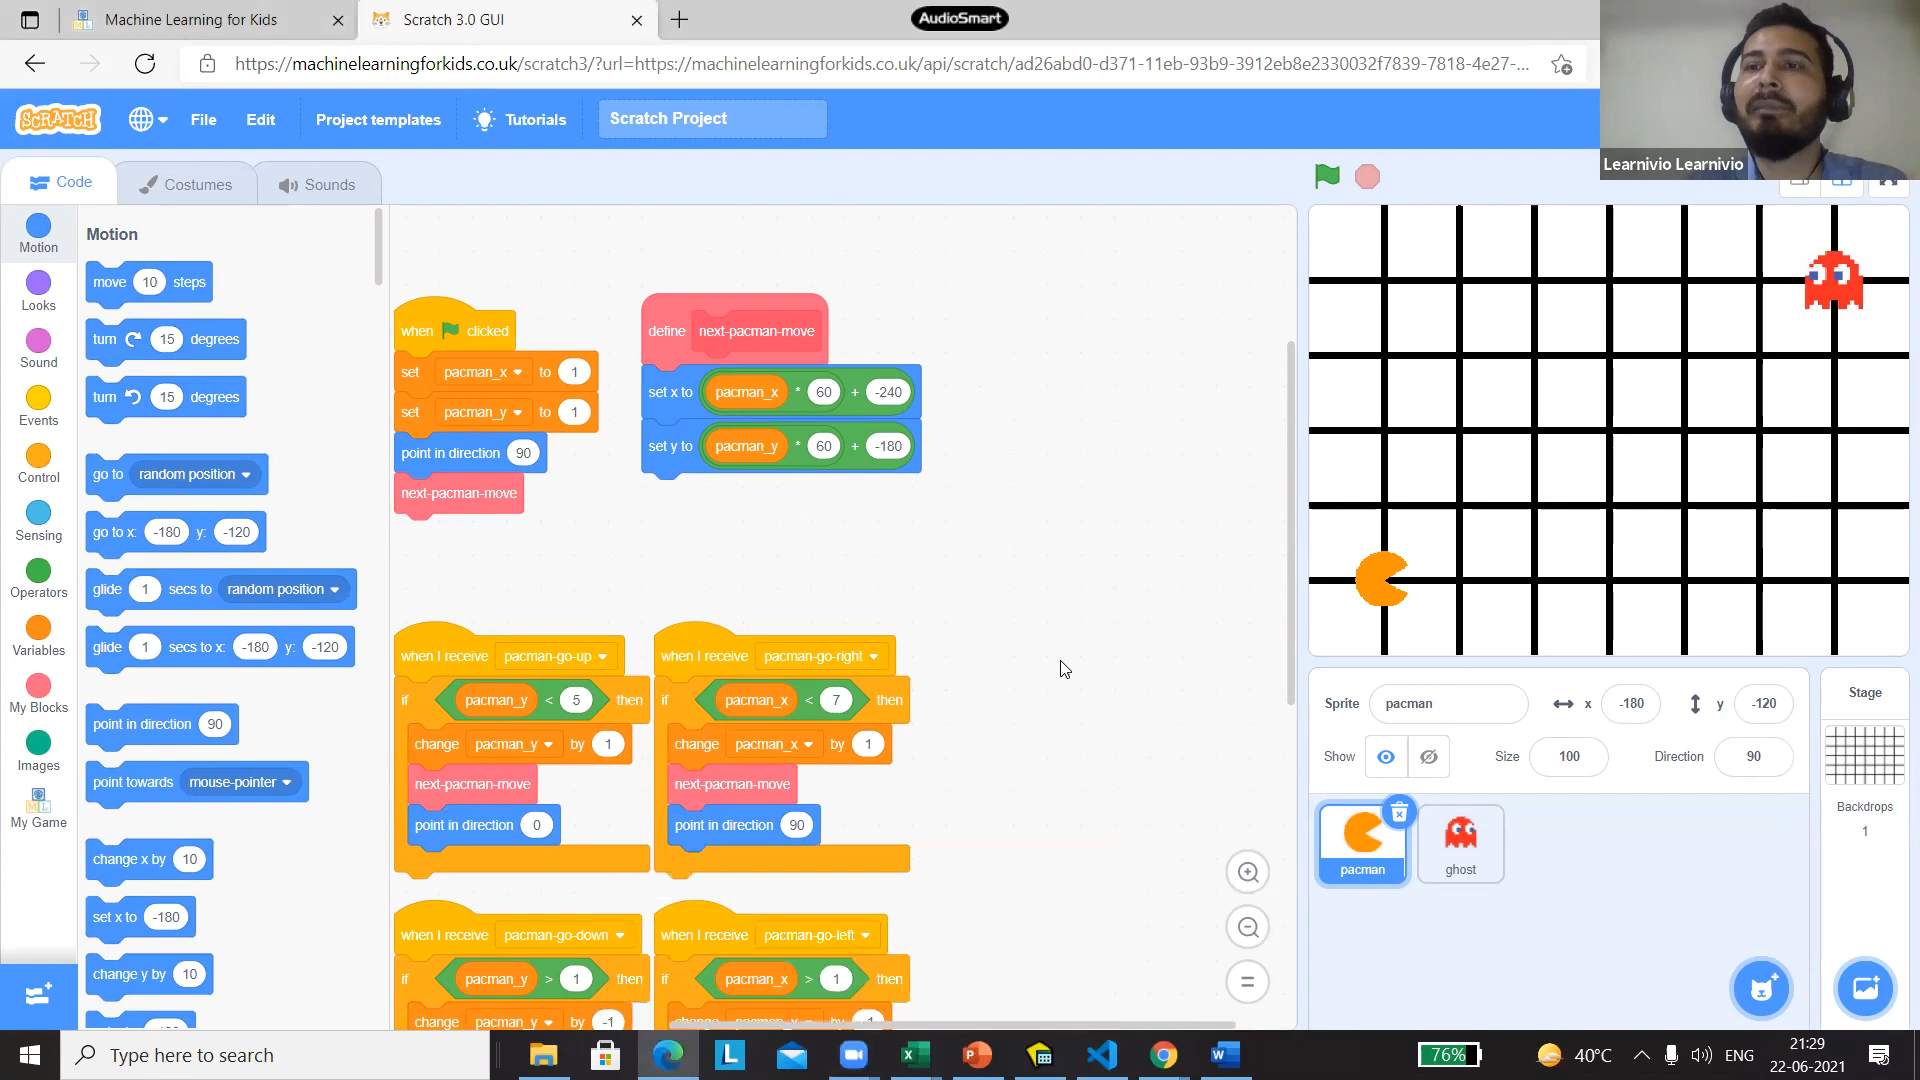 Machine Learning for Kids
Scratch 3.0 GUI
AudioSmart
https://machinelearningforkids.co.uk/scratch3/?url=https://machinelearningforkids.co.uk/api/scratch/ad26abd0-d371-11eb-93b9-3912eb8e2330032f7839-7818-4e27-...
SCRATCH File Edit Project templates Tutorials Scratch Project
Learnivio Learnivio
Code Costumes Sounds
Motion
Looks
Sound
Events
Control
Sensing
Operators
Variables
My Blocks
Images
My Game
Motion
move 10 steps
turn 15 degrees
turn 15 degrees
go to random position
go to x: -180 y: -120
glide 1 secs to random position
glide 1 secs to x: -180 y: -120
point in direction 90
point towards mouse-pointer
change x by 10
set x to -180
change y by 10
when clicked
set pacman_x to 1
set pacman_y to 1
point in direction 90
next-pacman-move
define next-pacman-move
set x to pacman_x * 60 + -240
set y to pacman_y * 60 + -180
when I receive pacman-go-up
if pacman_y < 5 then
change pacman_y by 1
next-pacman-move
point in direction 0
when I receive pacman-go-right
if pacman_x < 7 then
change pacman_x by 1
next-pacman-move
point in direction 90
when I receive pacman-go-down
if pacman_y > 1 then
change pacman_y by -1
when I receive pacman-go-left
if pacman_x > 1 then
Sprite pacman x -180 y -120
Show Size 100 Direction 90
pacman
ghost
Stage
Backdrops
1
Type here to search
L
76%
40°C
ENG
21:29
22-06-2021